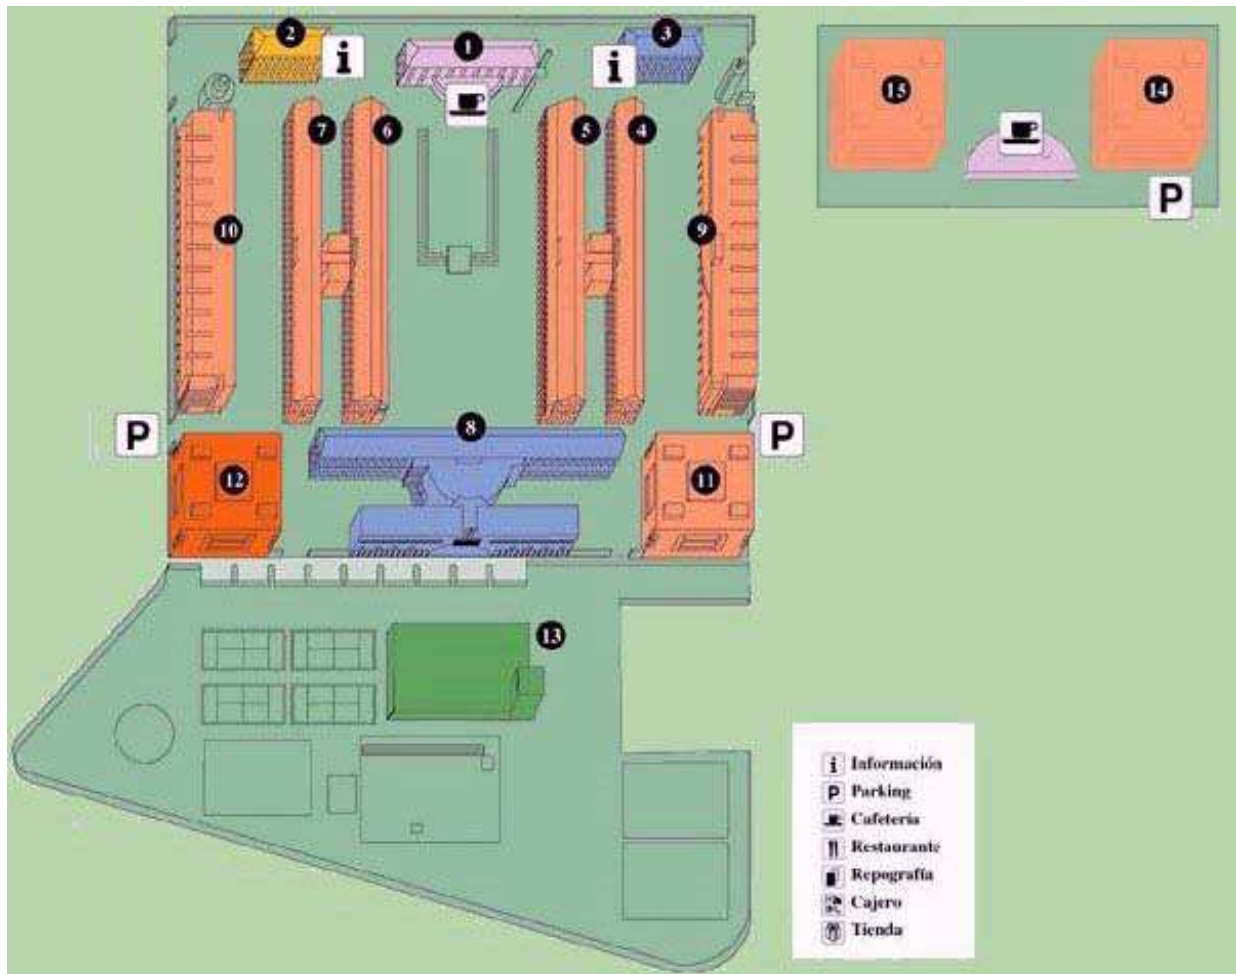 2
i
1
i
3
15
14
7
6
5
4
P
10
9
P
8
P
12
11
13
i Información
P Parking
Cafetería
Restaurante
Repografía
Cajero
Tienda